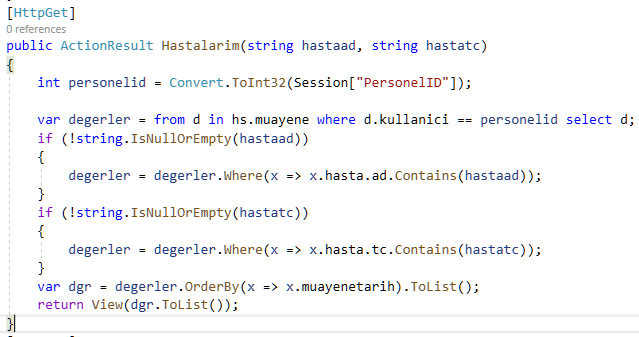 [HttpGet]
0 references
public ActionResult Hastalarim(string hastaad, string hastatc)
{
int personelid = Convert.ToInt32(Session["PersonelID"]);
var degerler = from d in hs.muayene where d.kullanici == personelid select d;
if (!string.IsNullOrEmpty(hastaad))
{
degerler = degerler.Where(x => x.hasta.ad.Contains(hastaad));
}
if (!string.IsNullOrEmpty(hastatc))
{
degerler = degerler.Where(x => x.hasta.tc.Contains(hastatc));
}
var dgr = degerler.OrderBy(x => x.muayenetarih).ToList();
return View(dgr.ToList());
}